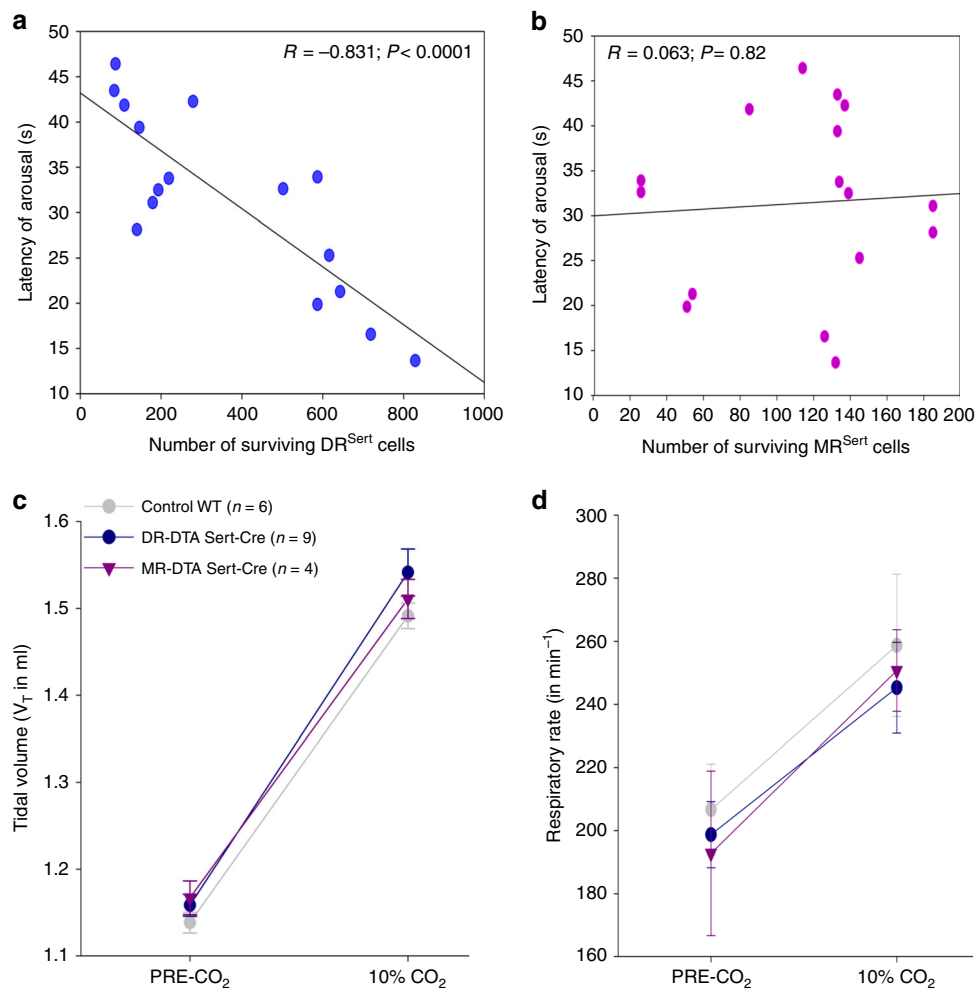 a
R = –0.831; P< 0.0001
50
45
40
35
30
25
20
15
10
Latency of arousal (s)
0 200 400 600 800 1000
Number of surviving DR^Sert cells
b
R = 0.063; P= 0.82
50
45
40
35
30
25
20
15
10
Latency of arousal (s)
0 20 40 60 80 100 120 140 160 180 200
Number of surviving MR^Sert cells
c
Control WT (n = 6)
DR-DTA Sert-Cre (n = 9)
MR-DTA Sert-Cre (n = 4)
1.6
1.5
1.4
1.3
1.2
1.1
Tidal volume (V_T in ml)
PRE-CO₂ 10% CO₂
d
300
280
260
240
220
200
180
160
Respiratory rate (in min⁻¹)
PRE-CO₂ 10% CO₂